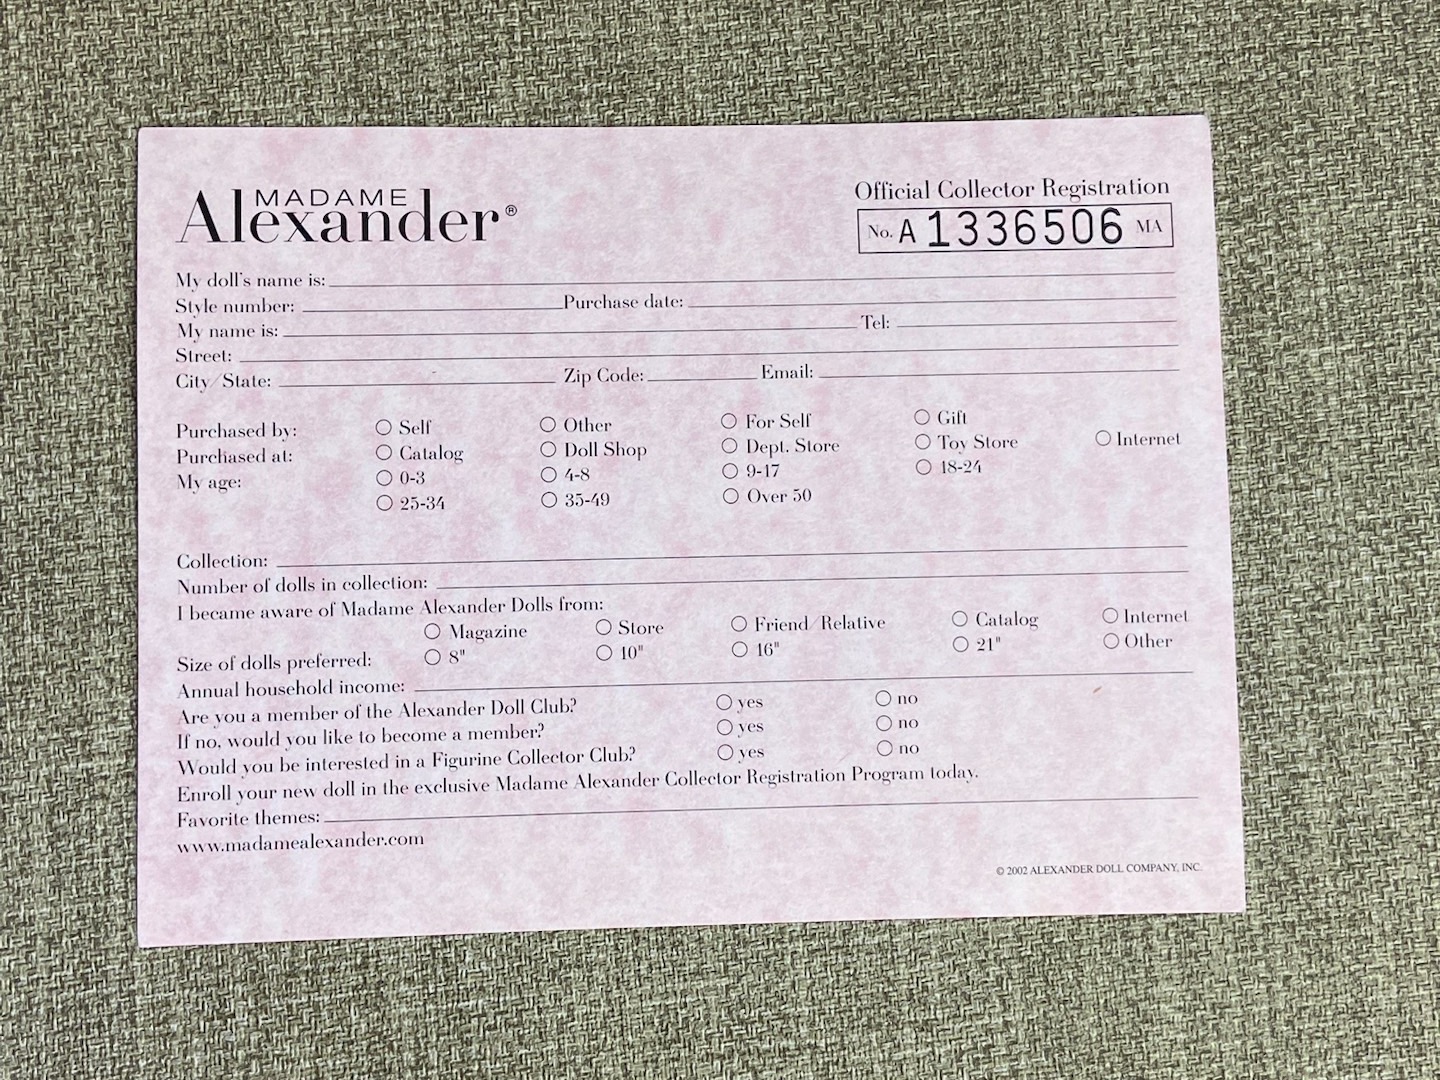 MADAME
Alexander®
Official Collector Registration
No. A 1336506 MA
My doll's name is:
Style number: Purchase date:
My name is: Tel:
Street:
City/State: Zip Code: Email:
Purchased by: Self Other For Self Gift
Purchased at: Catalog Doll Shop Dept. Store Toy Store Internet
My age: 0-3 4-8 9-17 18-24
25-34 35-49 Over 50
Collection:
Number of dolls in collection:
I became aware of Madame Alexander Dolls from:
Magazine Store Friend/Relative Catalog Internet
Size of dolls preferred: 8" 10" 16" 21" Other
Annual household income:
Are you a member of the Alexander Doll Club? yes no
If no, would you like to become a member? yes no
Would you be interested in a Figurine Collector Club? yes no
Enroll your new doll in the exclusive Madame Alexander Collector Registration Program today.
Favorite themes:
www.madamealexander.com
© 2002 ALEXANDER DOLL COMPANY, INC.